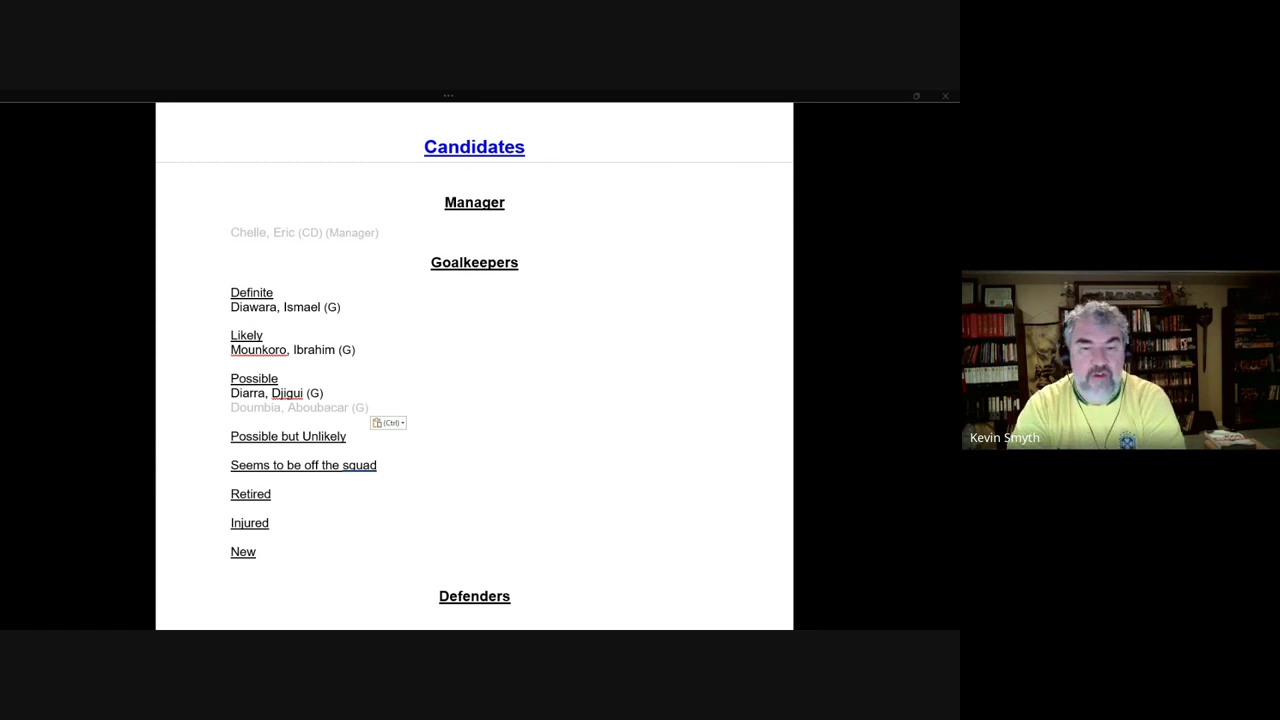 Candidates
Manager
Chelle, Eric (CD) (Manager)
Goalkeepers
Definite
Diawara, Ismael (G)
Likely
Mounkoro, Ibrahim (G)
Possible
Diarra, Djigui (G)
Doumbia, Aboubacar (G)
(Ctrl)
Possible but Unlikely
Seems to be off the squad
Retired
Injured
New
Defenders
Kevin Smyth